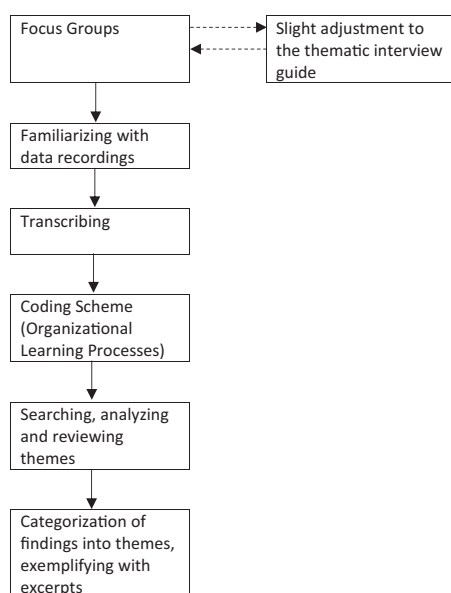 Focus Groups
Slight adjustment to
the thematic interview
guide
Familiarizing with
data recordings
Transcribing
Coding Scheme
(Organizational
Learning Processes)
Searching, analyzing
and reviewing
themes
Categorization of
findings into themes,
exemplifying with
excerpts